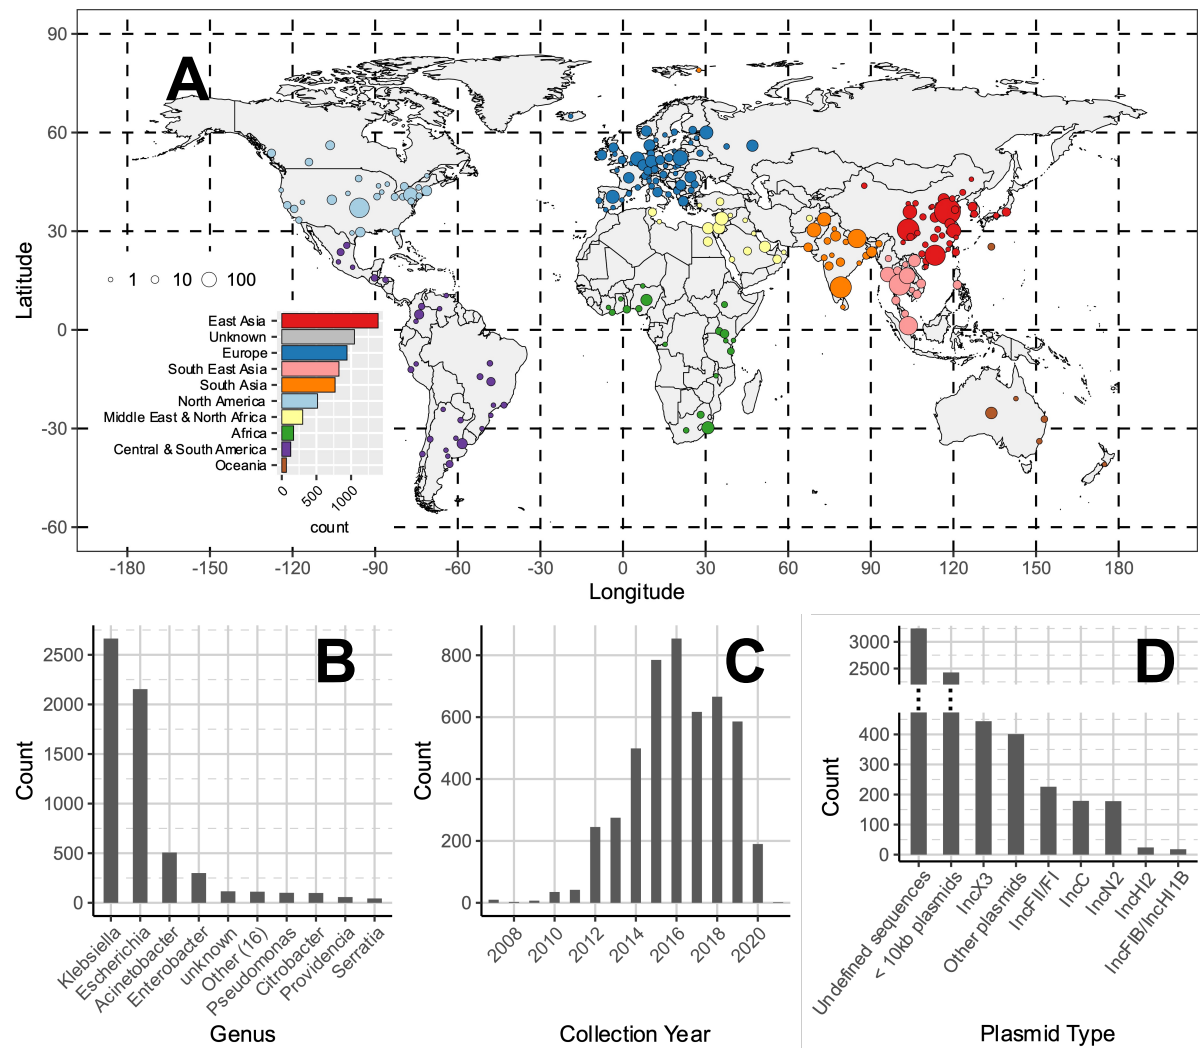 A
90
60
30
0
-30
-60
Latitude
1 10 100
East Asia
Unknown
Europe
South East Asia
South Asia
North America
Middle East & North Africa
Africa
Central & South America
Oceania
0 500 1000
count
-180 -150 -120 -90 -60 -30 0 30 60 90 120 150 180
Longitude
B
2500
2000
1500
1000
500
0
Count
Klebsiella
Escherichia
Acinetobacter
Enterobacter
unknown
Other (16)
Pseudomonas
Citrobacter
Providencia
Serratia
Genus
C
800
600
400
200
0
Count
2008 2010 2012 2014 2016 2018 2020
Collection Year
D
3000
2500
400
300
200
100
0
Count
Undefined sequences
< 10kb plasmids
IncX3
Other plasmids
IncFII/FI
IncC
IncN2
IncHI2
IncFIB/IncHI1B
Plasmid Type